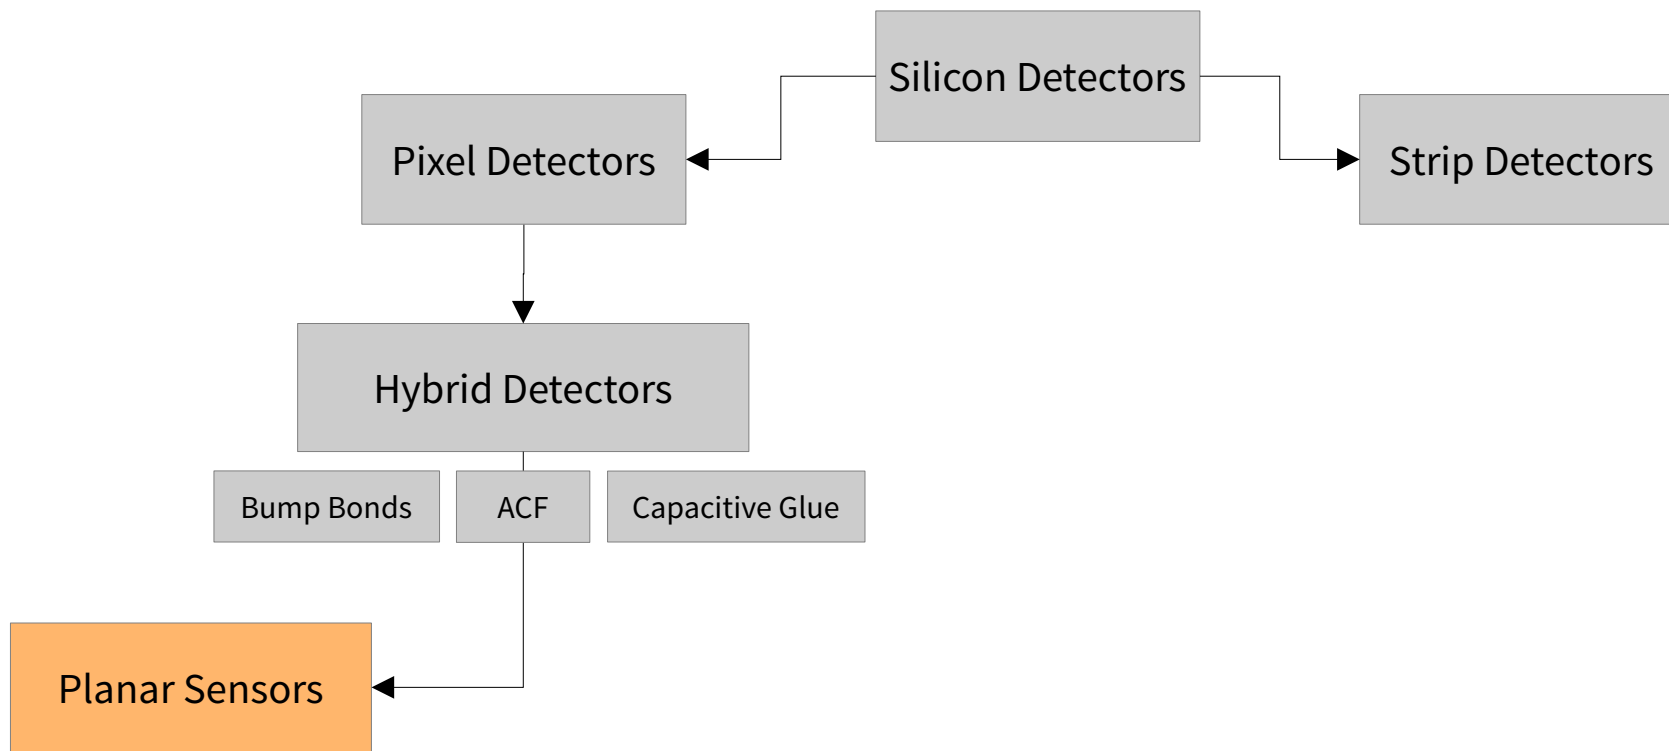 Silicon Detectors
Pixel Detectors
Strip Detectors
Hybrid Detectors
Bump Bonds
ACF
Capacitive Glue
Planar Sensors